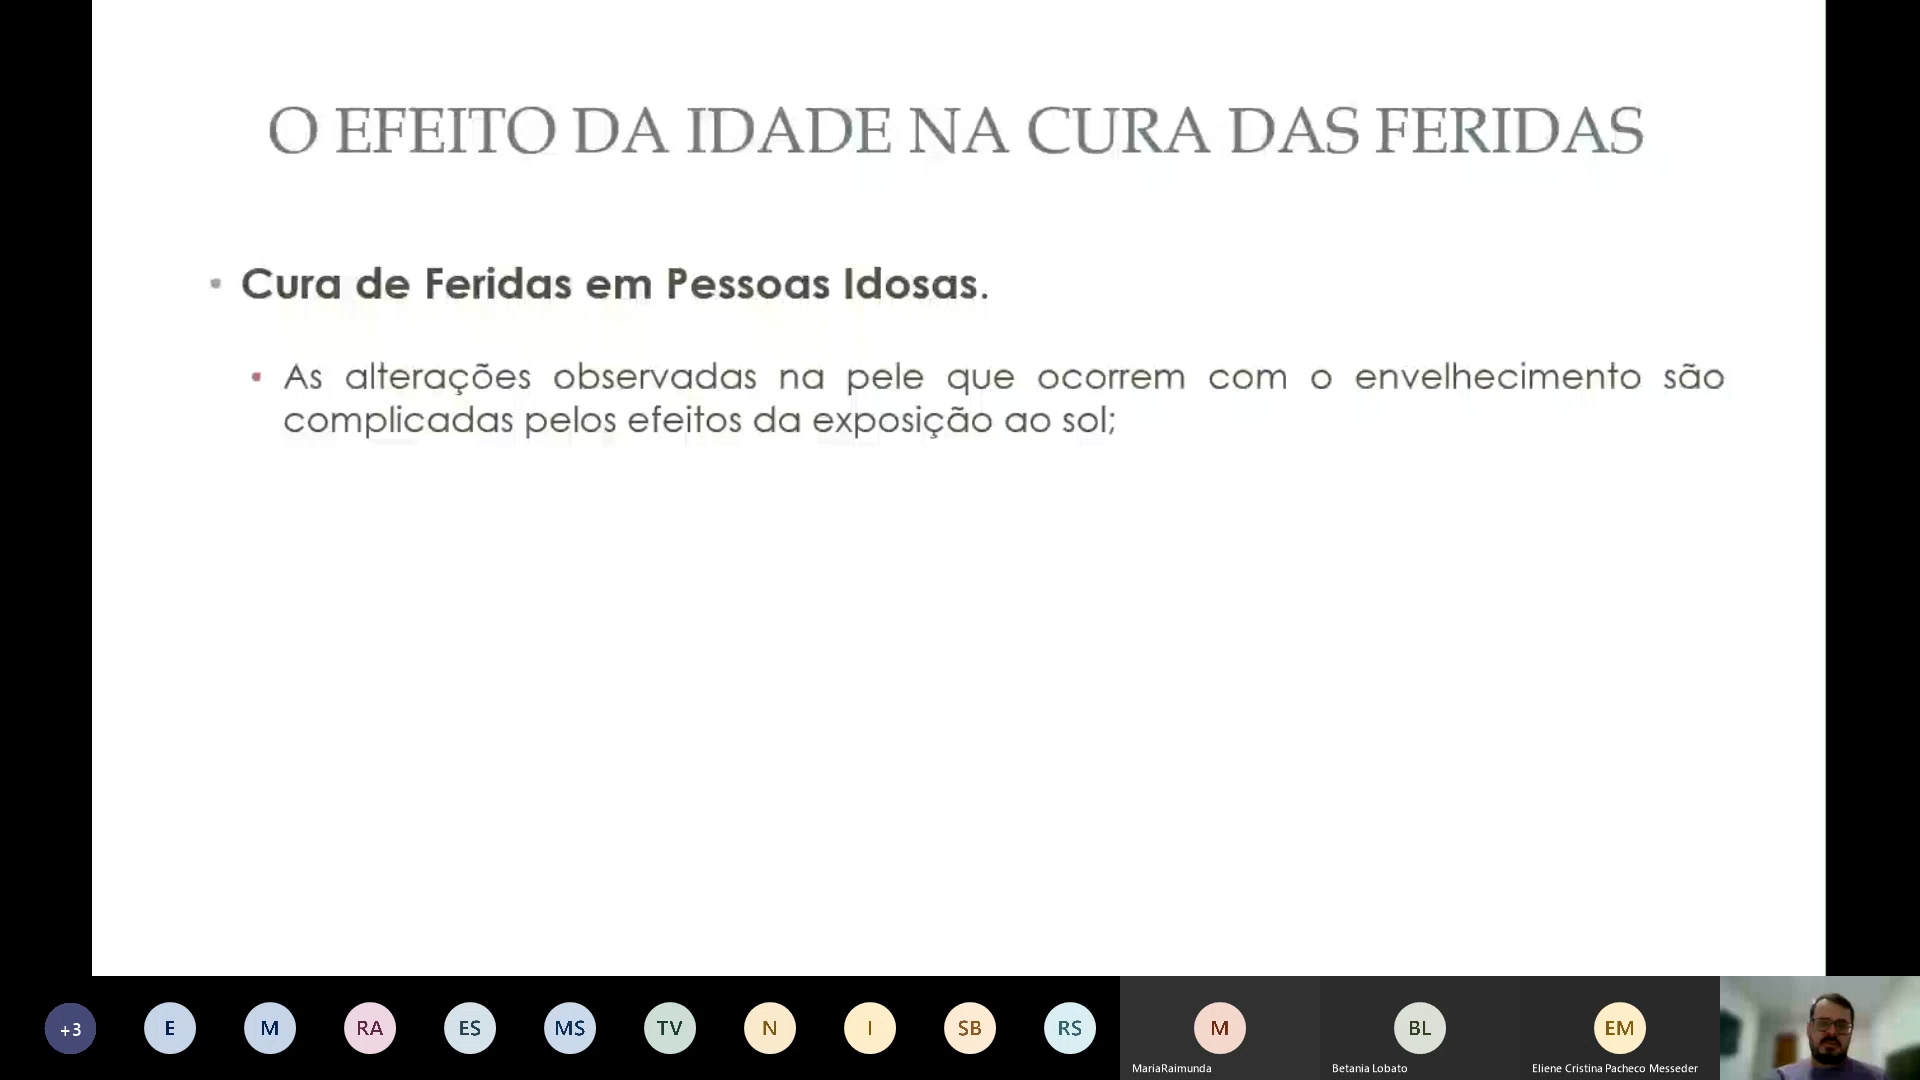 O EFEITO DA IDADE NA CURA DAS FERIDAS
• Cura de Feridas em Pessoas Idosas.
• As alterações observadas na pele que ocorrem com o envelhecimento são
complicadas pelos efeitos da exposição ao sol;
+3
E
M
RA
ES
MS
TV
N
I
SB
RS
M
BL
EM
MariaRaimunda
Betania Lobato
Eliene Cristina Pacheco Messeder